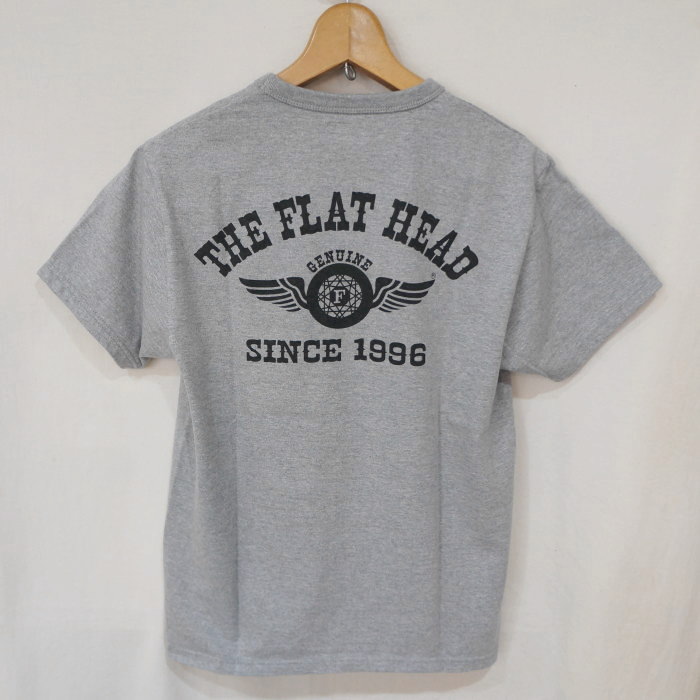 THE FLAT HEAD
GENUINE
F
®
SINCE 1996